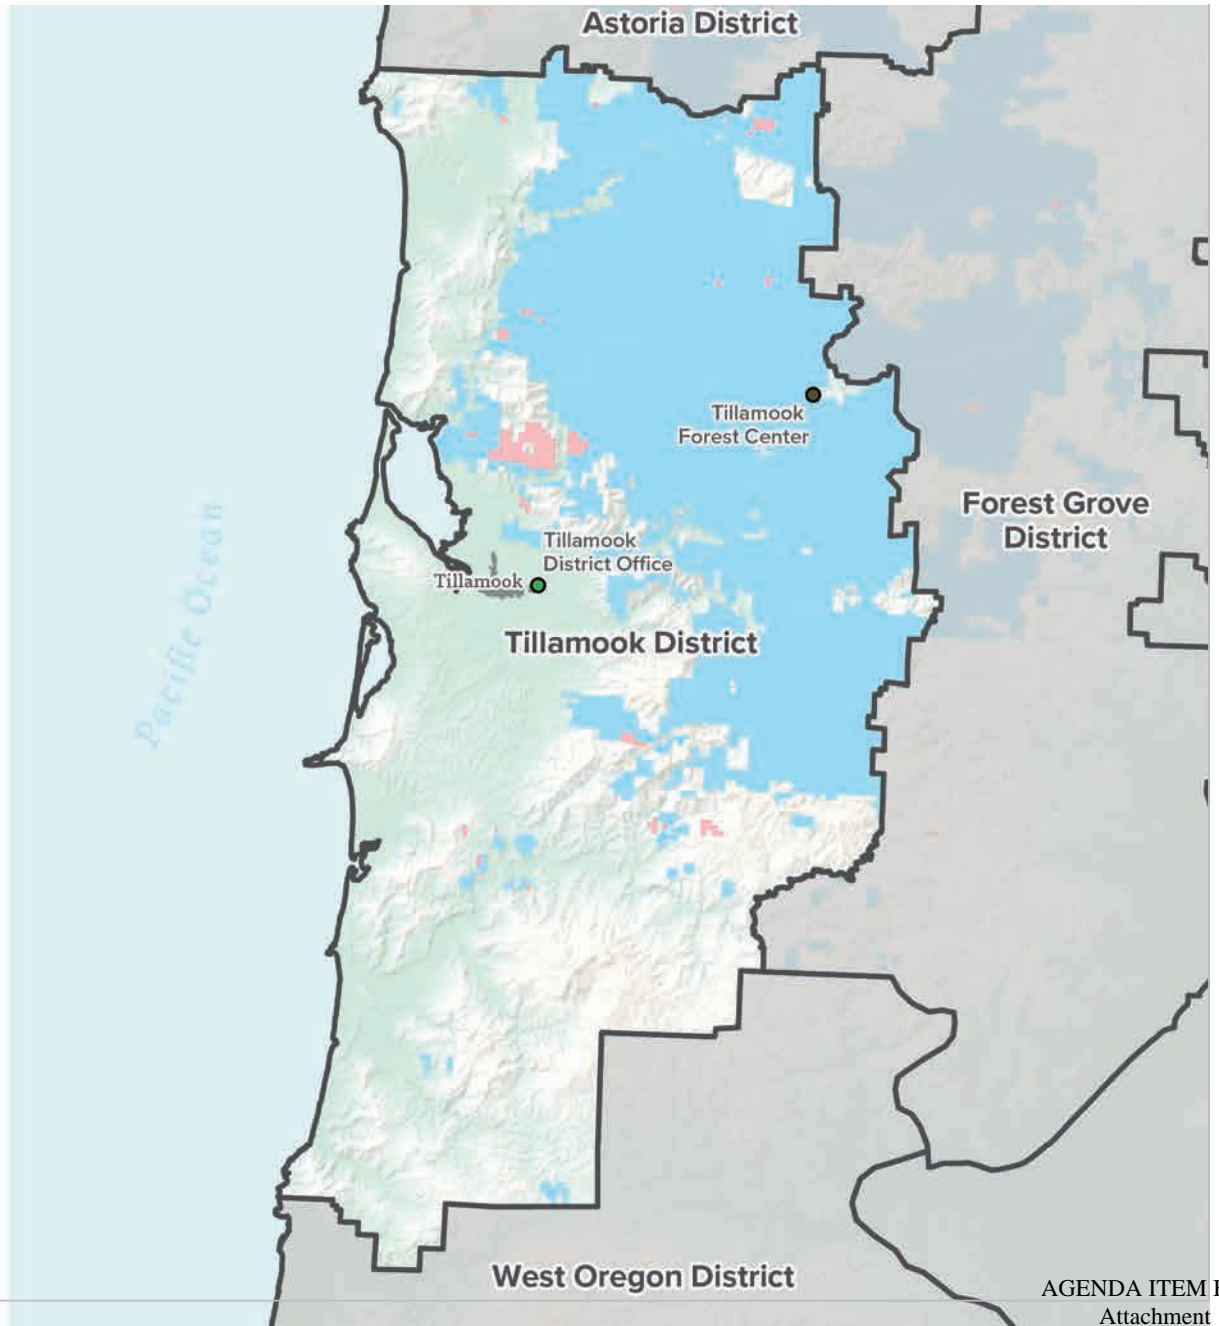 Astoria District
Tillamook
Forest Center
Forest Grove
District
Pacific Ocean
Tillamook
District Office
Tillamook
Tillamook District
West Oregon District
AGENDA ITEM
Attachment